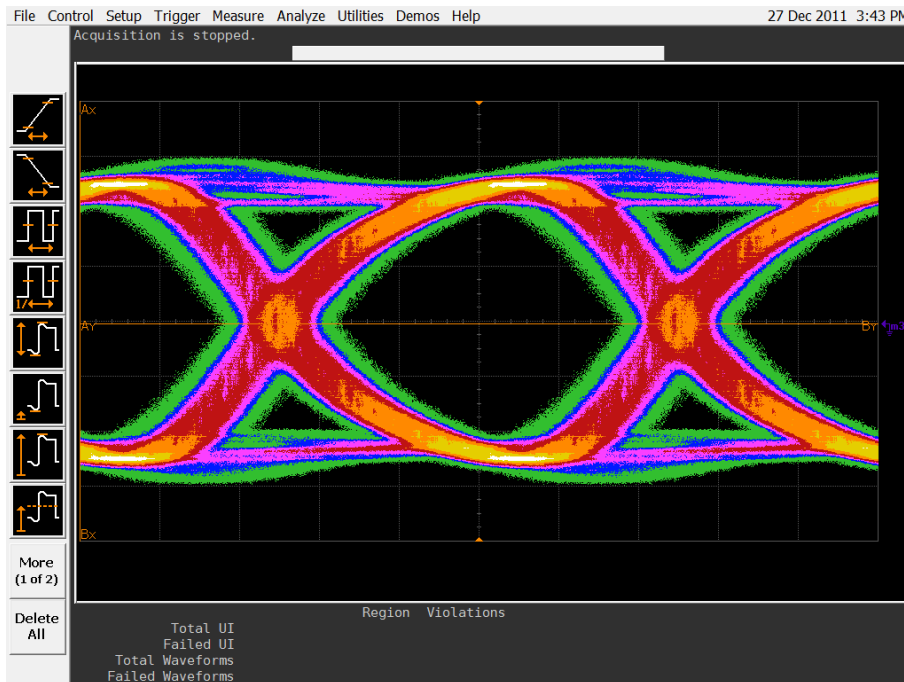 File Control Setup Trigger Measure Analyze Utilities Demos Help 27 Dec 2011 3:43 PM
Acquisition is stopped.
Ax
AY
BY
Bx
More
(1 of 2)
Delete
All
Region Violations
Total UI
Failed UI
Total Waveforms
Failed Waveforms